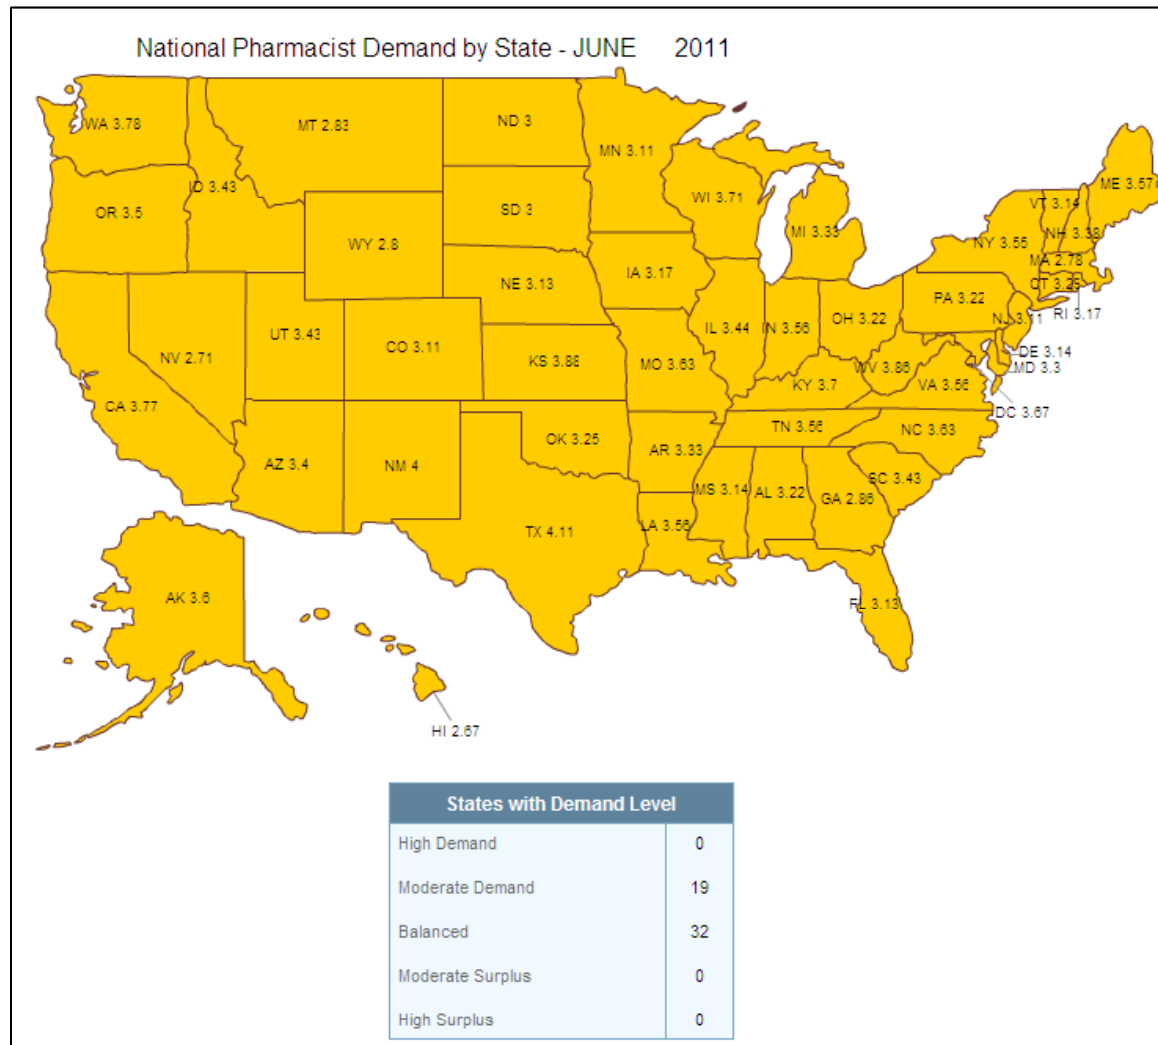 National Pharmacist Demand by State - JUNE 2011
WA 3.78
MT 2.83
ND 3
MN 3.11
ME 3.57
ID 3.43
OR 3.5
SD 3
WI 3.71
MI 3.33
VT 3.14
NH 3.38
NY 3.55
WY 2.8
MA 2.78
IA 3.17
CT 3.25
NE 3.13
PA 3.22
RI 3.17
NJ 3.11
IL 3.44
IN 3.56
OH 3.22
UT 3.43
CO 3.11
NV 2.71
DE 3.14
MD 3.3
KS 3.88
MO 3.63
WV 3.86
KY 3.7
VA 3.56
CA 3.77
DC 3.67
TN 3.56
NC 3.63
OK 3.25
AR 3.33
AZ 3.4
NM 4
SC 3.43
MS 3.14
AL 3.22
GA 2.86
LA 3.56
TX 4.11
AK 3.6
FL 3.13
HI 2.67
States with Demand Level
High Demand 0
Moderate Demand 19
Balanced 32
Moderate Surplus 0
High Surplus 0